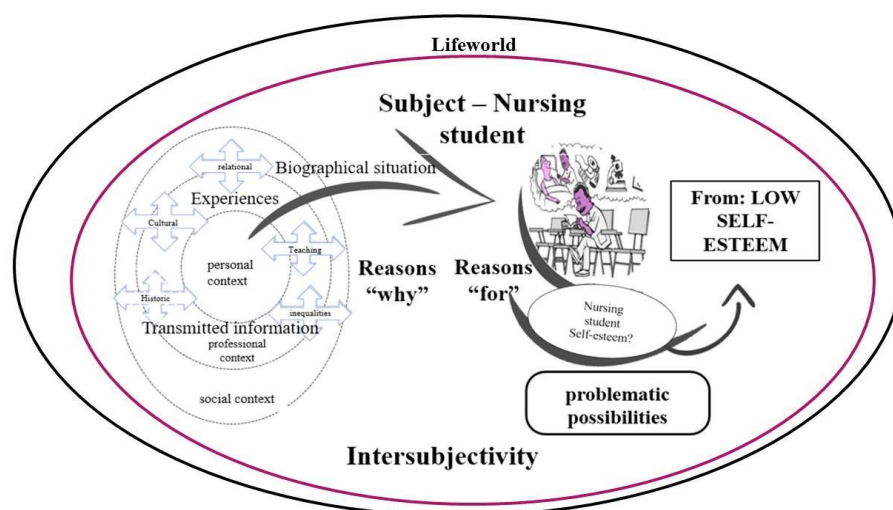 Lifeworld
Subject – Nursing
student
relational
Biographical situation
Experiences
Cultural
Teaching
personal
context
Historic
inequalities
Transmitted information
professional
context
social context
Reasons
“why”
Reasons
“for”
From: LOW
SELF-
ESTEEM
Nursing
student
Self-esteem?
problematic
possibilities
Intersubjectivity